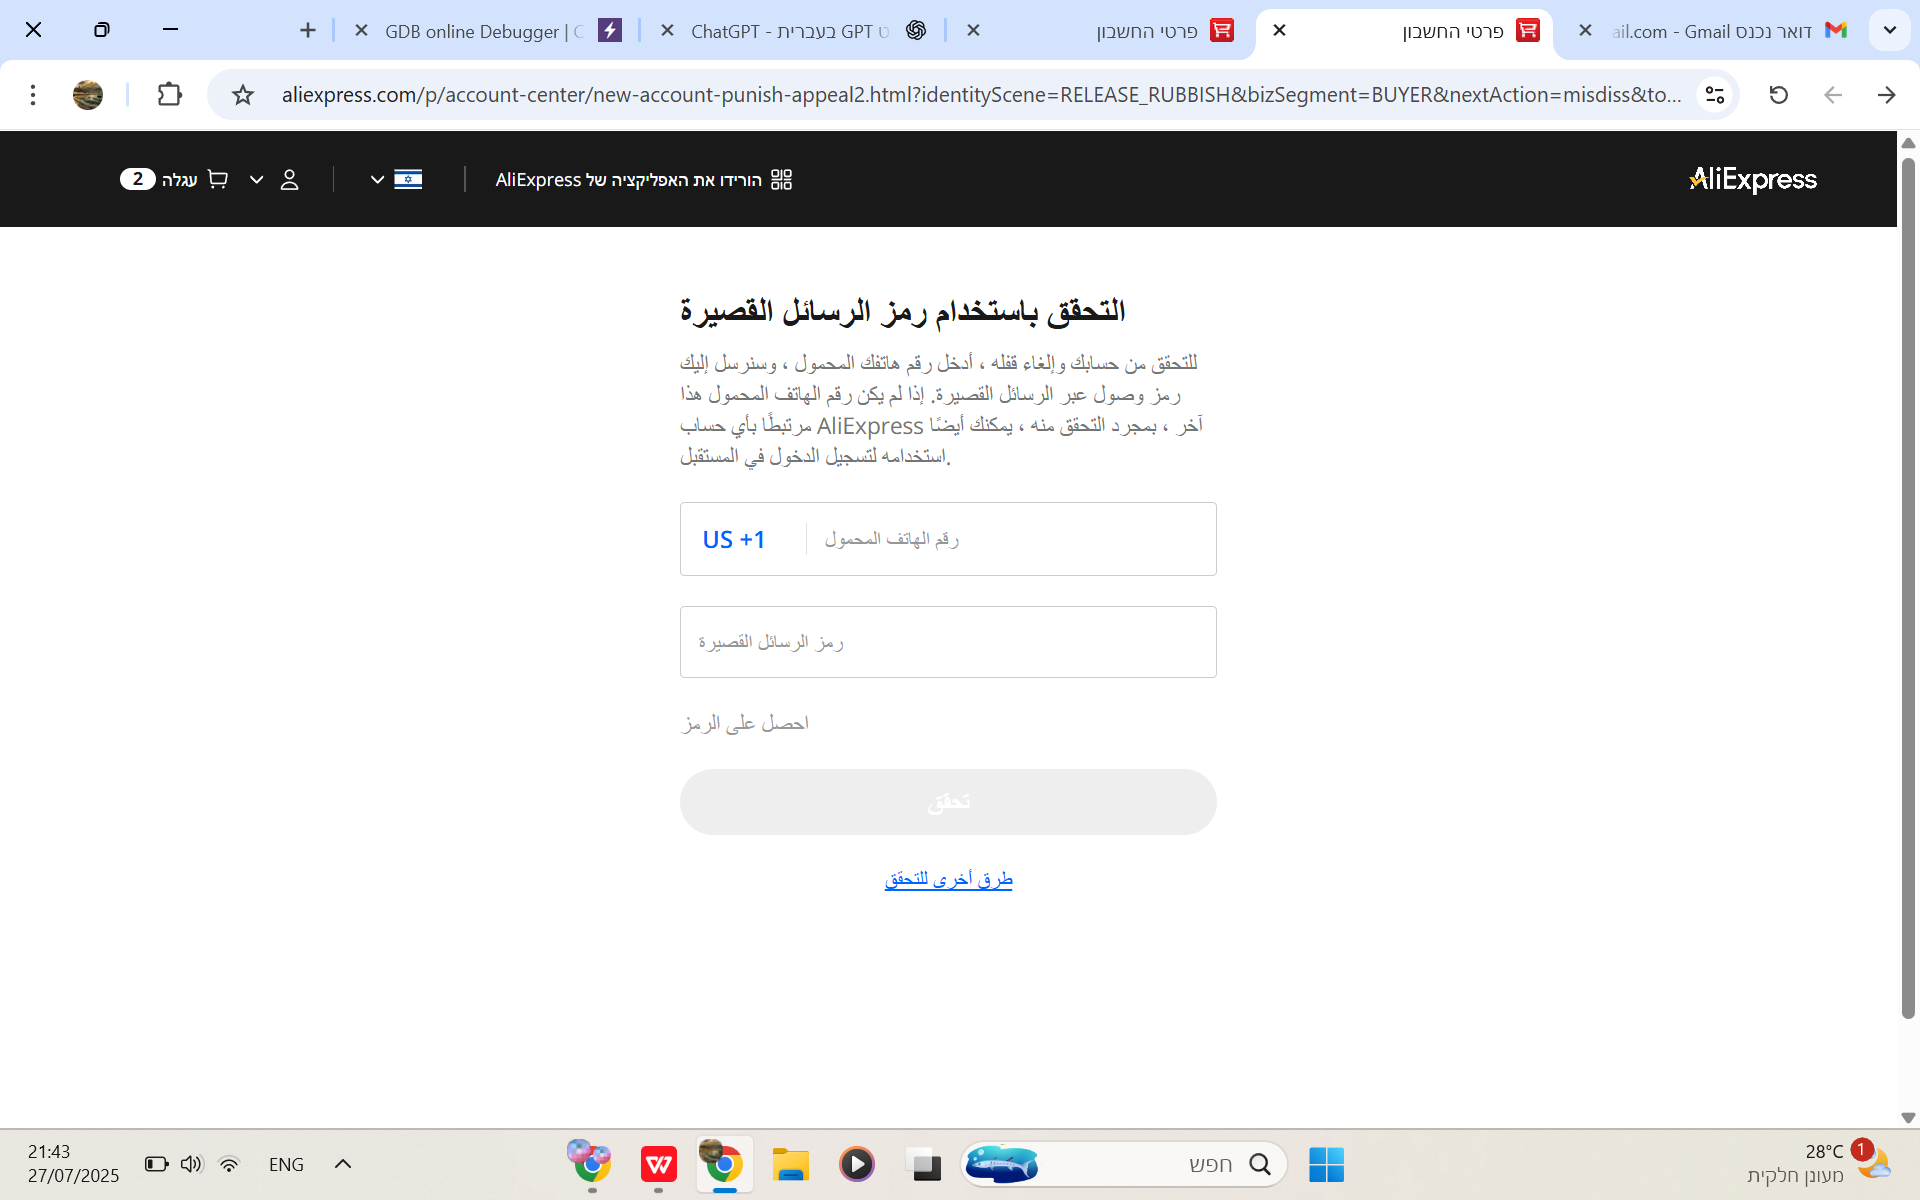 GDB online Debugger | C
ChatGPT - בעברית GPT ט
פרטי החשבון
פרטי החשבון
ail.com - Gmail דואר נכנס
aliexpress.com/p/account-center/new-account-punish-appeal2.html?identityScene=RELEASE_RUBBISH&bizSegment=BUYER&nextAction=misdiss&to...
2 עגלה
הורידו את האפליקציה של AliExpress
AliExpress
التحقق باستخدام رمز الرسائل القصيرة
للتحقق من حسابك وإلغاء قفله ، أدخل رقم هاتفك المحمول ، وسنرسل إليك
رمز وصول عبر الرسائل القصيرة. إذا لم يكن رقم الهاتف المحمول هذا
مرتبطًا بأي حساب AliExpress آخر ، بمجرد التحقق منه ، يمكنك أيضًا
استخدامه لتسجيل الدخول في المستقبل.
US +1
رقم الهاتف المحمول
رمز الرسائل القصيرة
احصل على الرمز
تحقق
طرق أخرى للتحقق
21:43
27/07/2025
ENG
חפש
28°C
1
מעונן חלקית